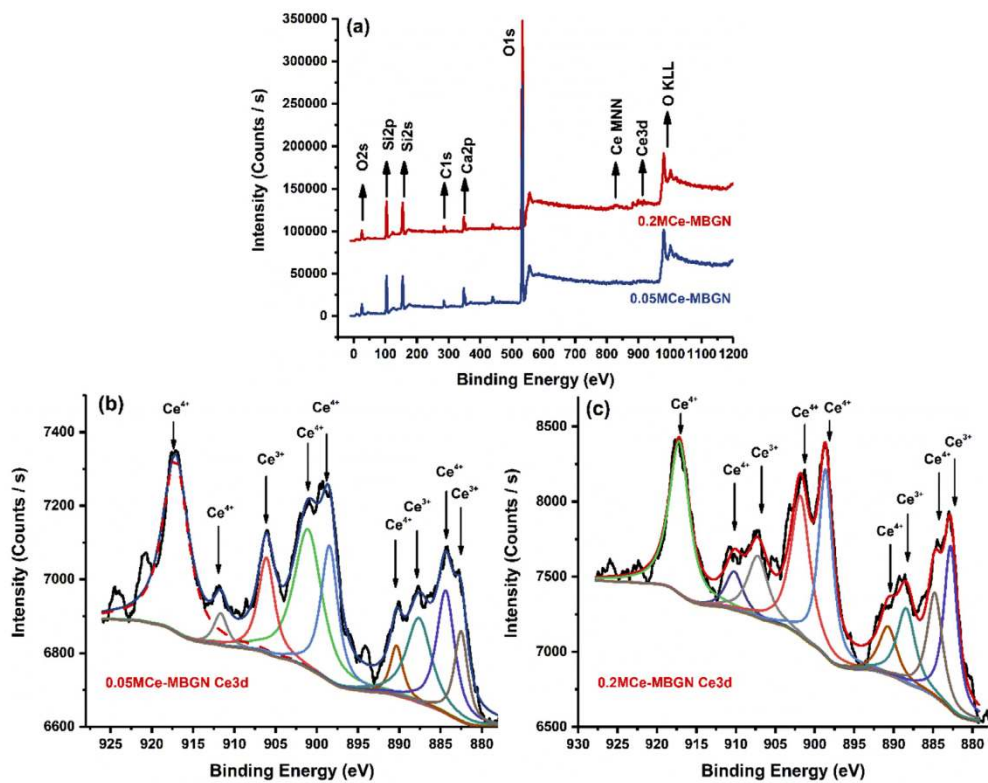 (a)
Intensity (Counts / s)
350000
300000
250000
200000
150000
100000
50000
0
O2s
Si2p
Si2s
C1s
Ca2p
O1s
Ce MNN
Ce3d
O KLL
0.2MCe-MBGN
0.05MCe-MBGN
0 100 200 300 400 500 600 700 800 900 1000 1100 1200
Binding Energy (eV)
(b)
Intensity (Counts / s)
7400
7200
7000
6800
6600
Ce⁴⁺
Ce⁴⁺
Ce³⁺
Ce⁴⁺
Ce⁴⁺
Ce⁴⁺
Ce³⁺
Ce⁴⁺
Ce³⁺
0.05MCe-MBGN Ce3d
925 920 915 910 905 900 895 890 885 880
Binding Energy (eV)
(c)
Intensity (Counts / s)
8500
8000
7500
7000
6500
Ce⁴⁺
Ce⁴⁺
Ce³⁺
Ce⁴⁺
Ce⁴⁺
Ce⁴⁺
Ce³⁺
Ce⁴⁺
Ce³⁺
0.2MCe-MBGN Ce3d
930 925 920 915 910 905 900 895 890 885 880
Binding Energy (eV)